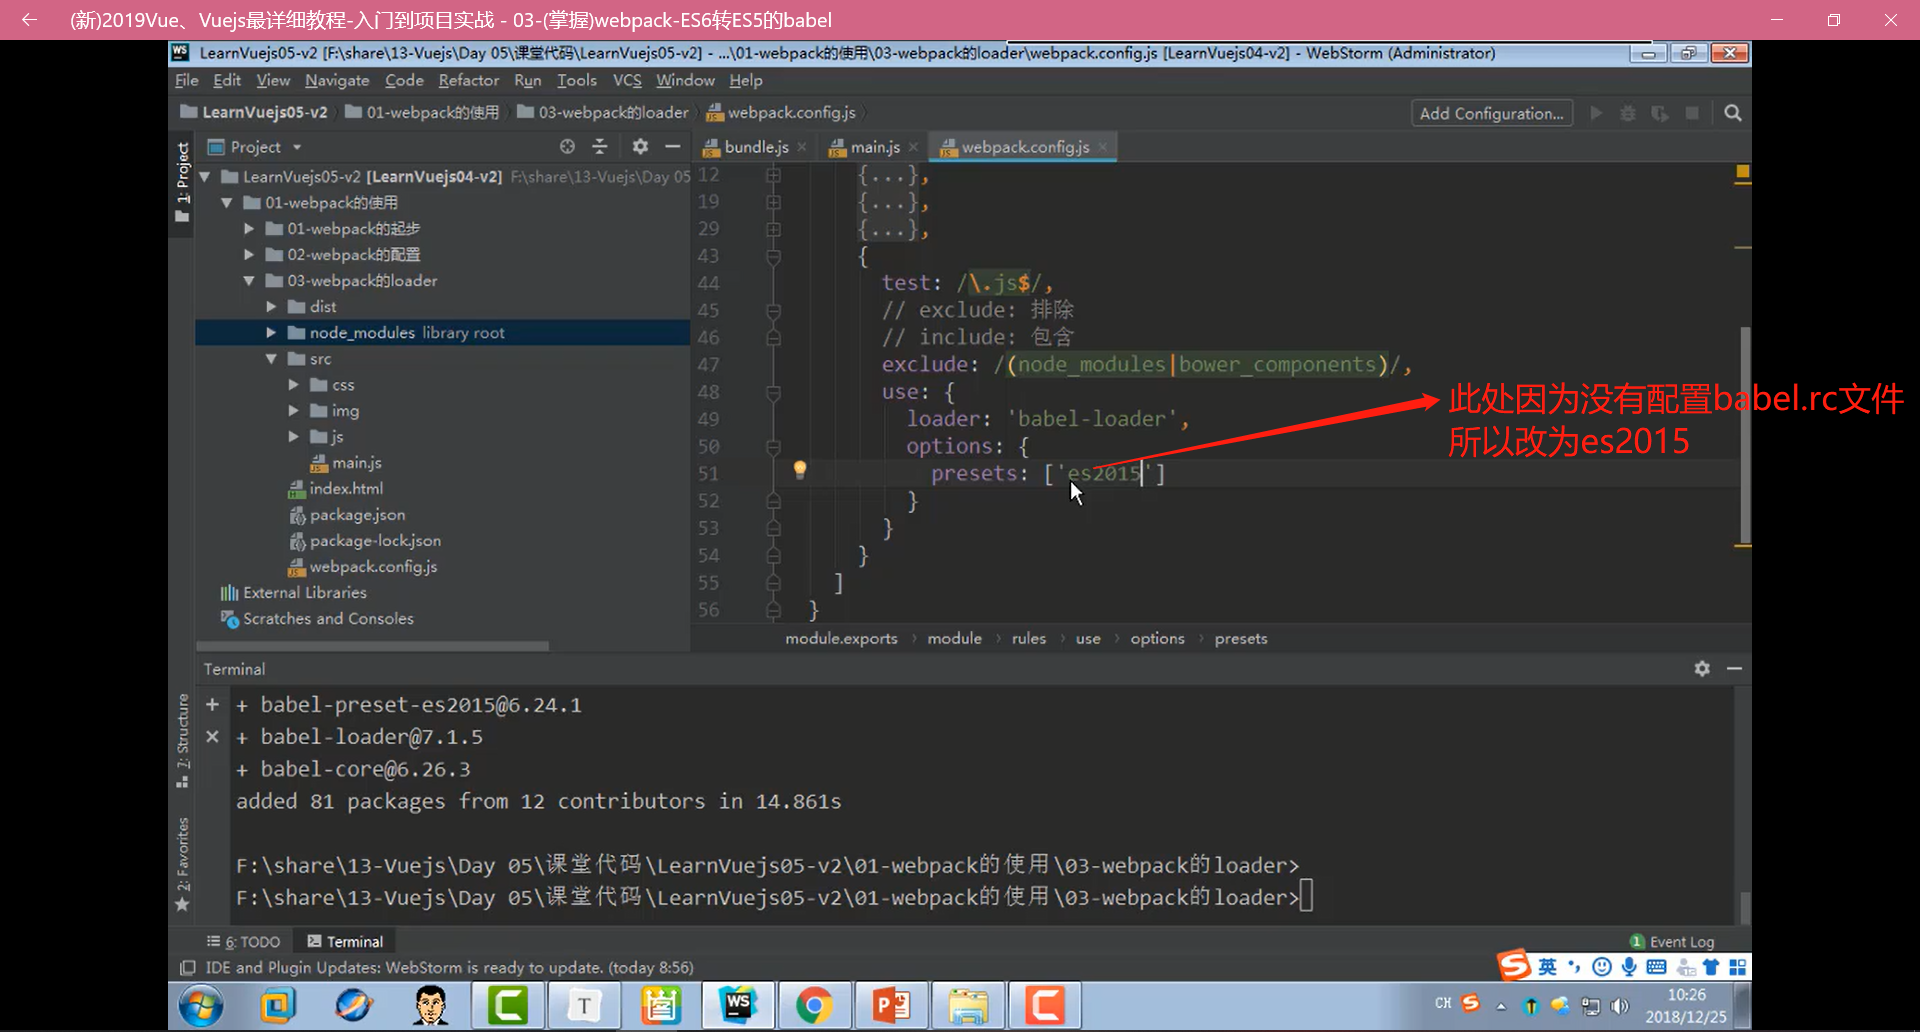 (新)2019Vue、Vuejs最详细教程-入门到项目实战 - 03-(掌握)webpack-ES6转ES5的babel
LearnVuejs05-v2 [F:\share\13-Vuejs\Day 05\课堂代码\LearnVuejs05-v2] - ...\01-webpack的使用\03-webpack的loader\webpack.config.js [LearnVuejs04-v2] - WebStorm (Administrator)
File Edit View Navigate Code Refactor Run Tools VCS Window Help
LearnVuejs05-v2 01-webpack的使用 03-webpack的loader webpack.config.js
Add Configuration...
1: Project
Project
LearnVuejs05-v2 [LearnVuejs04-v2] F:\share\13-Vuejs\Day 05
01-webpack的使用
01-webpack的起步
02-webpack的配置
03-webpack的loader
dist
node_modules library root
src
css
img
js
main.js
index.html
package.json
package-lock.json
webpack.config.js
External Libraries
Scratches and Consoles
bundle.js main.js webpack.config.js
12 {...},
19 {...},
29 {...},
43 {
44 test: /\.js$/,
45 // exclude: 排除
46 // include: 包含
47 exclude: /(node_modules|bower_components)/,
48 use: {
49 loader: 'babel-loader',
50 options: {
51 presets: ['es2015']
52 }
53 }
54 }
55 ]
56 }
此处因为没有配置babel.rc文件
所以改为es2015
module.exports module rules use options presets
Terminal
7: Structure
2: Favorites
+ babel-preset-es2015@6.24.1
+ babel-loader@7.1.5
+ babel-core@6.26.3
added 81 packages from 12 contributors in 14.861s
F:\share\13-Vuejs\Day 05\课堂代码\LearnVuejs05-v2\01-webpack的使用\03-webpack的loader>
F:\share\13-Vuejs\Day 05\课堂代码\LearnVuejs05-v2\01-webpack的使用\03-webpack的loader>
6: TODO Terminal
1 Event Log
IDE and Plugin Updates: WebStorm is ready to update. (today 8:56)
英
CH
10:26
2018/12/25